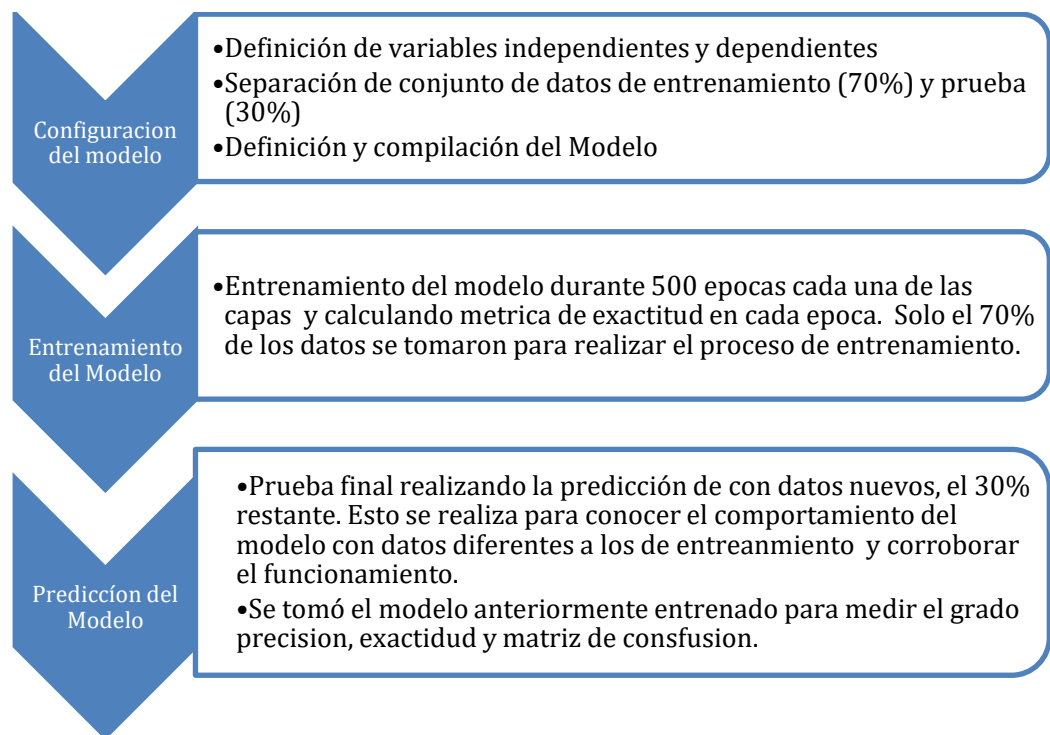 Configuracion
del modelo
•Definición de variables independientes y dependientes
•Separación de conjunto de datos de entrenamiento (70%) y prueba
(30%)
•Definición y compilación del Modelo
Entrenamiento
del Modelo
•Entrenamiento del modelo durante 500 epocas cada una de las
capas y calculando metrica de exactitud en cada epoca. Solo el 70%
de los datos se tomaron para realizar el proceso de entrenamiento.
Prediccíon del
Modelo
•Prueba final realizando la predicción de con datos nuevos, el 30%
restante. Esto se realiza para conocer el comportamiento del
modelo con datos diferentes a los de entreanmiento y corroborar
el funcionamiento.
•Se tomó el modelo anteriormente entrenado para medir el grado
precision, exactidud y matriz de consfusion.